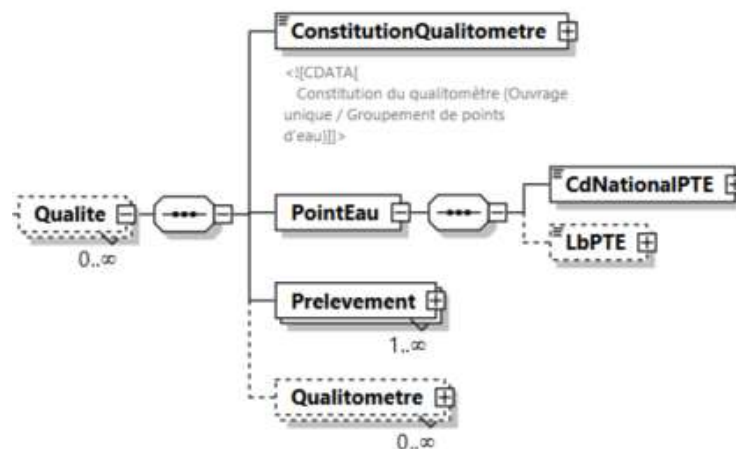 ConstitutionQualitometre
<![CDATA[
Constitution du qualitomètre (Ouvrage
unique / Groupement de points
d'eau)]]>
Qualite
0..∞
PointEau
CdNationalPTE
LbPTE
Prelevement
1..∞
Qualitometre
0..∞